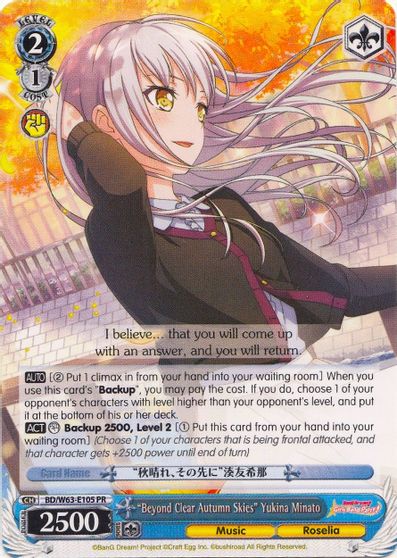 LEVEL
2
1
COST
I believe... that you will come up
with an answer, and you will return.
AUTO [② Put 1 climax in from your hand into your waiting room] When you
use this card's "Backup", you may pay the cost. If you do, choose 1 of
your opponent's characters with level higher than your opponent's level, and put
it at the bottom of his or her deck.
ACT Backup 2500, Level 2 [① Put this card from your hand into
your waiting room] (Choose 1 of your characters that is being frontal attacked, and
that character gets +2500 power until end of turn)
Card Name
“秋晴れ、その先に”湊友希那
CH BD/W63-E105 PR
“Beyond Clear Autumn Skies” Yukina Minato
2500
Music
Roselia
©BanG Dream! Project ©Craft Egg Inc. ©bushiroad All Rights Reserved.